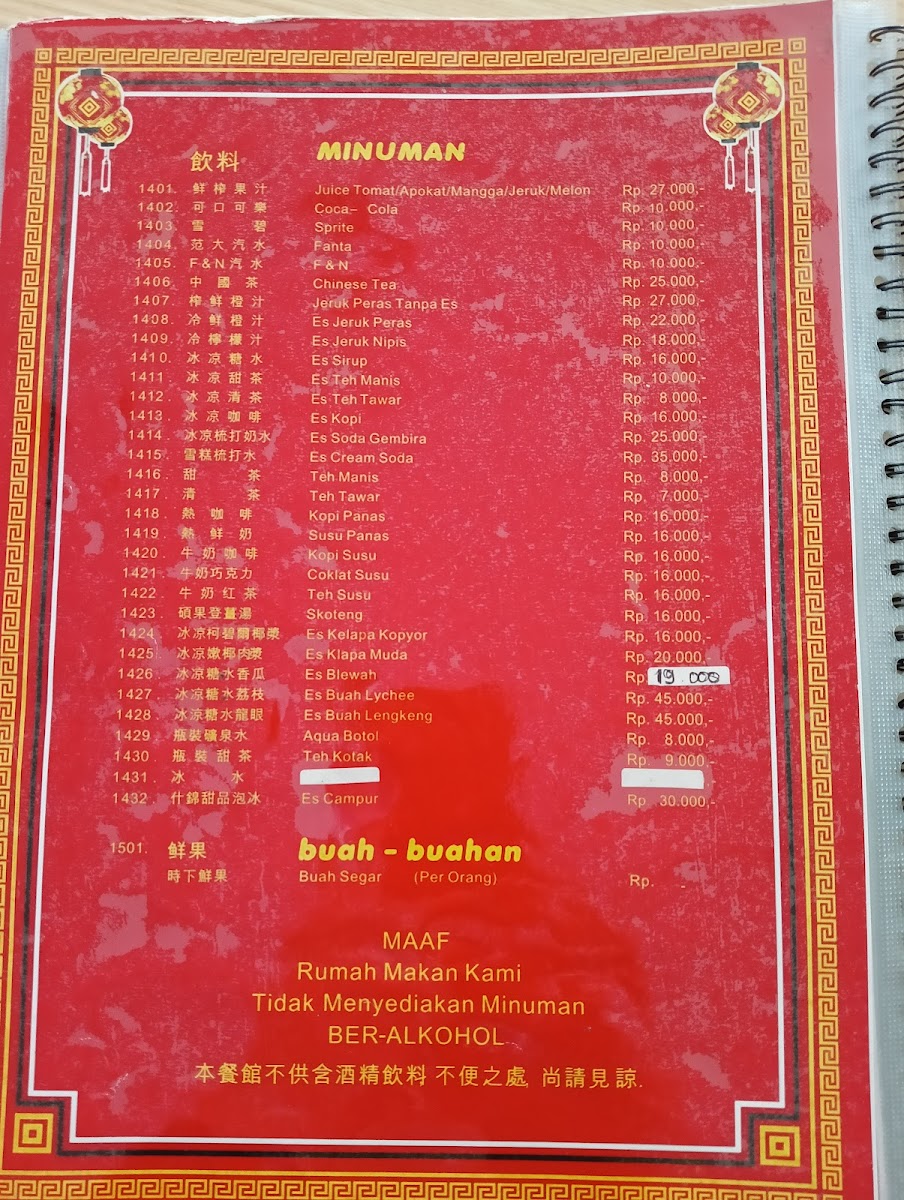 飲料 MINUMAN
1401. 鮮榨果汁 Juice Tomat/Apokat/Mangga/Jeruk/Melon Rp. 27.000,-
1402. 可口可樂 Coca– Cola Rp. 10.000,-
1403. 雪碧 Sprite Rp. 10.000,-
1404. 范大汽水 Fanta Rp. 10.000,-
1405. F&N汽水 F & N Rp. 10.000,-
1406. 中國茶 Chinese Tea Rp. 25.000,-
1407. 榨鮮橙汁 Jeruk Peras Tanpa Es Rp. 27.000,-
1408. 冷鮮橙汁 Es Jeruk Peras Rp. 22.000,-
1409. 冷檸檬汁 Es Jeruk Nipis Rp. 18.000,-
1410. 冰凉糖水 Es Sirup Rp. 16.000,-
1411. 冰凉甜茶 Es Teh Manis Rp. 10.000,-
1412. 冰凉清茶 Es Teh Tawar Rp. 8.000,-
1413. 冰凉咖啡 Es Kopi Rp. 16.000,-
1414. 冰凉梳打奶水 Es Soda Gembira Rp. 25.000,-
1415. 雪糕梳打水 Es Cream Soda Rp. 35.000,-
1416. 甜茶 Teh Manis Rp. 8.000,-
1417. 清茶 Teh Tawar Rp. 7.000,-
1418. 熱咖啡 Kopi Panas Rp. 16.000,-
1419. 熱鮮奶 Susu Panas Rp. 16.000,-
1420. 牛奶咖啡 Kopi Susu Rp. 16.000,-
1421. 牛奶巧克力 Coklat Susu Rp. 16.000,-
1422. 牛奶红茶 Teh Susu Rp. 16.000,-
1423. 碩果登薑湯 Skoteng Rp. 16.000,-
1424. 冰凉柯碧爾椰漿 Es Kelapa Kopyor Rp. 16.000,-
1425. 冰凉嫩椰肉漿 Es Klapa Muda Rp. 20.000,-
1426. 冰凉糖水香瓜 Es Blewah Rp. 19.000
1427. 冰凉糖水荔枝 Es Buah Lychee Rp. 45.000,-
1428. 冰凉糖水龍眼 Es Buah Lengkeng Rp. 45.000,-
1429. 瓶裝礦泉水 Aqua Botol Rp. 8.000,-
1430. 瓶裝甜茶 Teh Kotak Rp. 9.000,-
1431. 冰水
1432. 什錦甜品泡冰 Es Campur Rp. 30.000,-
1501. 鮮果 buah - buahan
時下鮮果 Buah Segar (Per Orang) Rp. -
MAAF
Rumah Makan Kami
Tidak Menyediakan Minuman
BER-ALKOHOL
本餐館不供含酒精飲料, 不便之處, 尚請見諒.